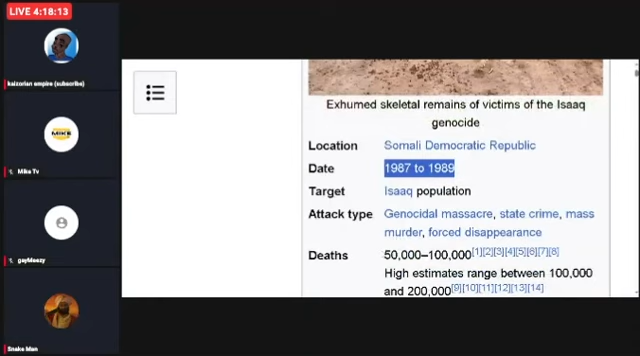 LIVE 4:18:13
kaizorian empire (subscribe)
MIKE
Mike Tv
gayMeezy
Snake Man
Exhumed skeletal remains of victims of the Isaaq
genocide
Location Somali Democratic Republic
Date 1987 to 1989
Target Isaaq population
Attack type Genocidal massacre, state crime, mass
murder, forced disappearance
Deaths 50,000–100,000[1][2][3][4][5][6][7][8]
High estimates range between 100,000
and 200,000[9][10][11][12][13][14]